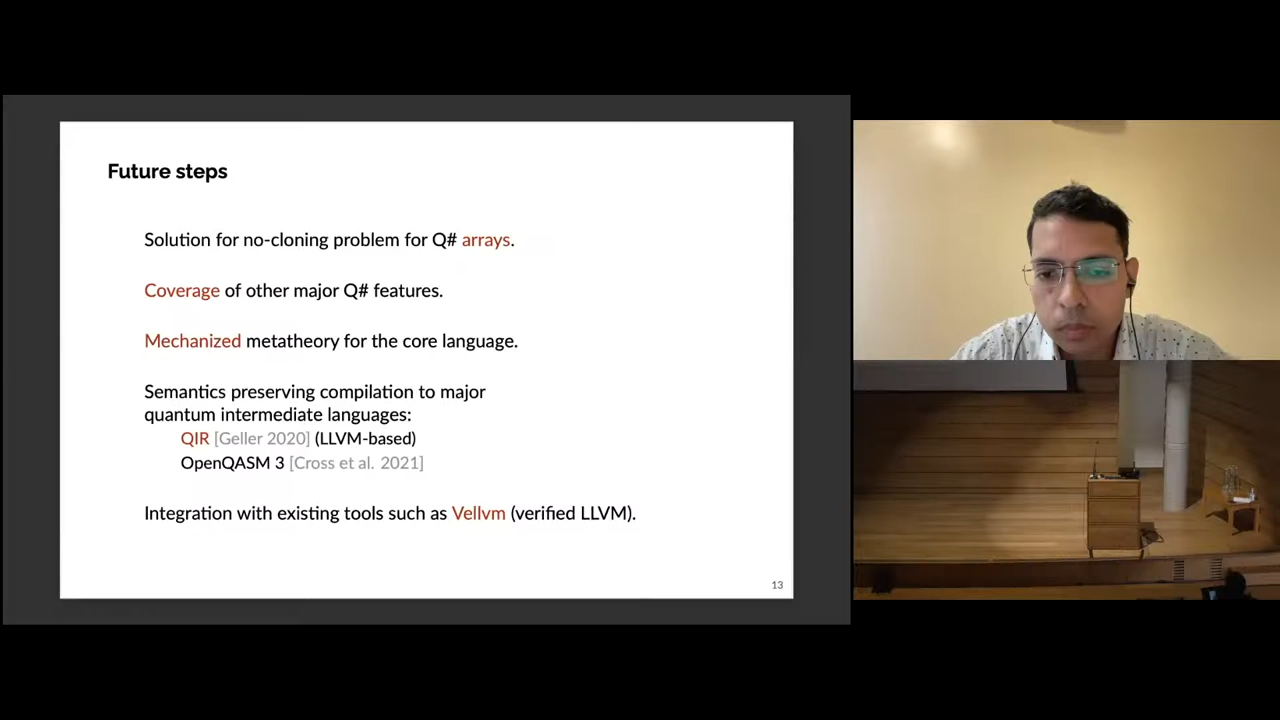 Future steps
Solution for no-cloning problem for Q# arrays.
Coverage of other major Q# features.
Mechanized metatheory for the core language.
Semantics preserving compilation to major
quantum intermediate languages:
QIR [Geller 2020] (LLVM-based)
OpenQASM 3 [Cross et al. 2021]
Integration with existing tools such as Vellvm (verified LLVM).
13